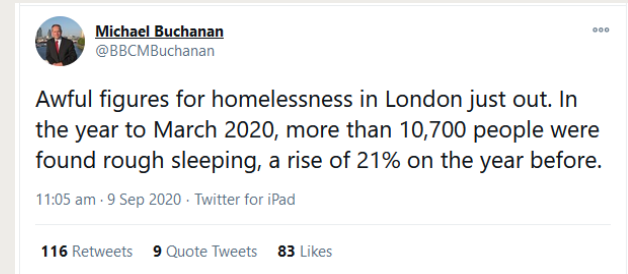 Michael Buchanan
@BBCMBuchanan
Awful figures for homelessness in London just out. In
the year to March 2020, more than 10,700 people were
found rough sleeping, a rise of 21% on the year before.
11:05 am · 9 Sep 2020 · Twitter for iPad
116 Retweets 9 Quote Tweets 83 Likes